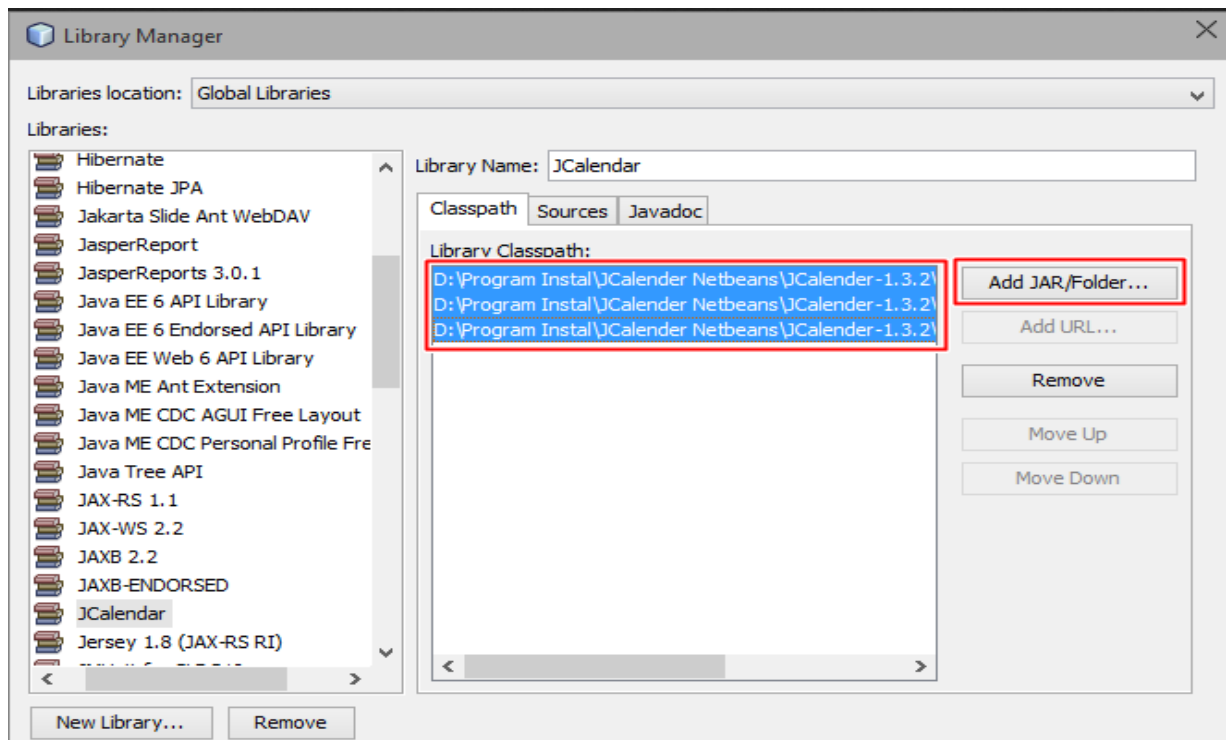 Library Manager
Libraries location: Global Libraries
Libraries:
Hibernate
Hibernate JPA
Jakarta Slide Ant WebDAV
JasperReport
JasperReports 3.0.1
Java EE 6 API Library
Java EE 6 Endorsed API Library
Java EE Web 6 API Library
Java ME Ant Extension
Java ME CDC AGUI Free Layout
Java ME CDC Personal Profile Fre
Java Tree API
JAX-RS 1.1
JAX-WS 2.2
JAXB 2.2
JAXB-ENDORSED
JCalendar
Jersey 1.8 (JAX-RS RI)
New Library... Remove
Library Name: JCalendar
Classpath Sources Javadoc
Library Classpath:
D:\Program Instal\JCalender Netbeans\JCalender-1.3.2\
D:\Program Instal\JCalender Netbeans\JCalender-1.3.2\
D:\Program Instal\JCalender Netbeans\JCalender-1.3.2\
Add JAR/Folder...
Add URL...
Remove
Move Up
Move Down